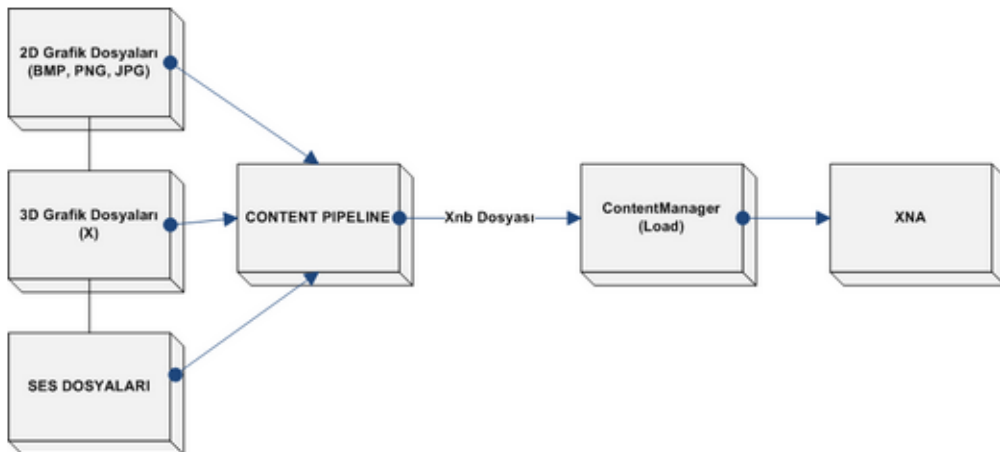 2D Grafik Dosyaları
(BMP, PNG, JPG)
3D Grafik Dosyaları
(X)
SES DOSYALARI
CONTENT PIPELINE
Xnb Dosyası
ContentManager
(Load)
XNA